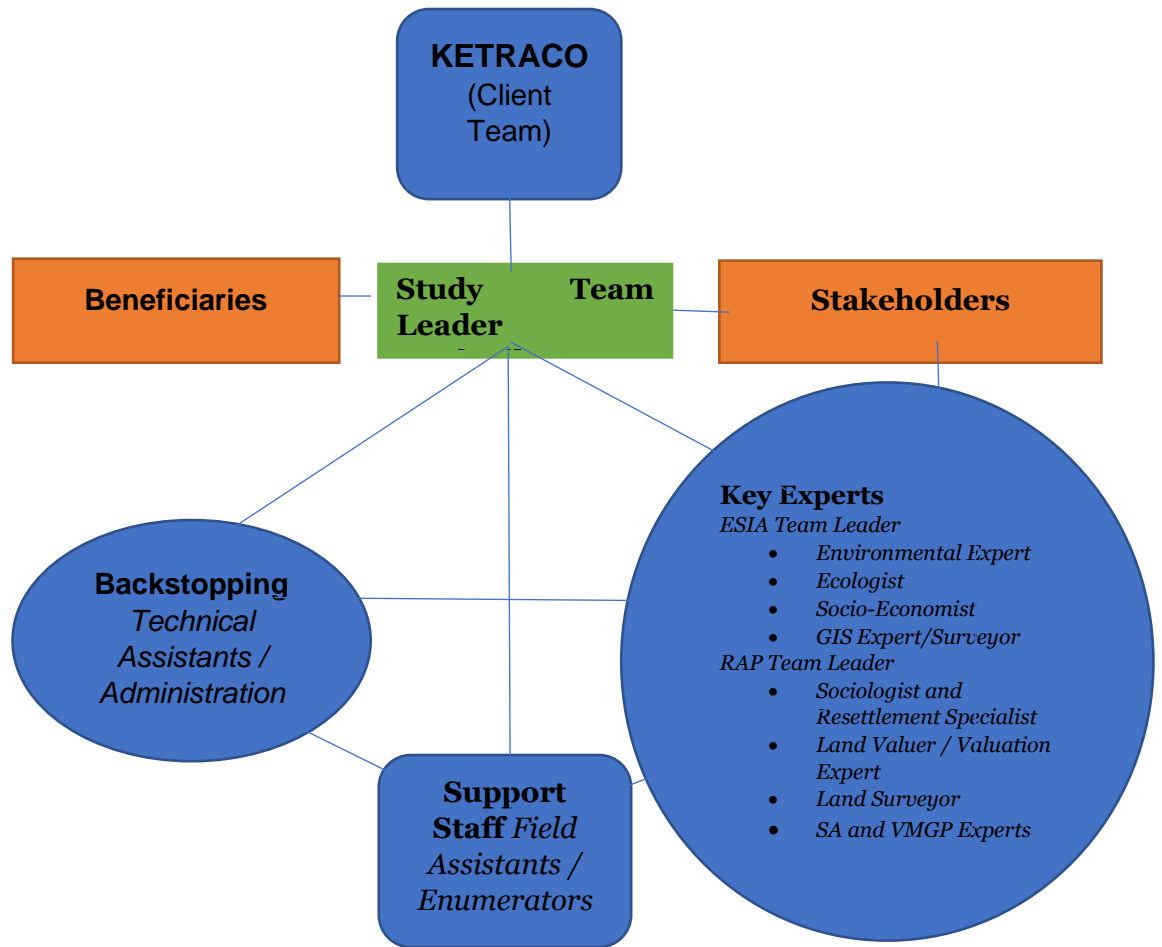 KETRACO
(Client
Team)
Beneficiaries
Study Team
Leader
Stakeholders
Key Experts
ESIA Team Leader
• Environmental Expert
• Ecologist
• Socio-Economist
• GIS Expert/Surveyor
RAP Team Leader
• Sociologist and
Resettlement Specialist
• Land Valuer / Valuation
Expert
• Land Surveyor
• SA and VMGP Experts
Backstopping
Technical
Assistants /
Administration
Support
Staff Field
Assistants /
Enumerators